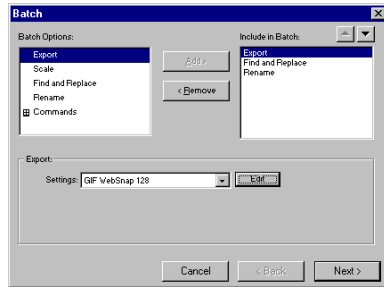 Batch
Batch Options:
Export
Scale
Find and Replace
Rename
Commands
Add >
< Remove
Include in Batch:
Export
Find and Replace
Rename
Export:
Settings: GIF WebSnap 128
Edit
Cancel
< Back
Next >